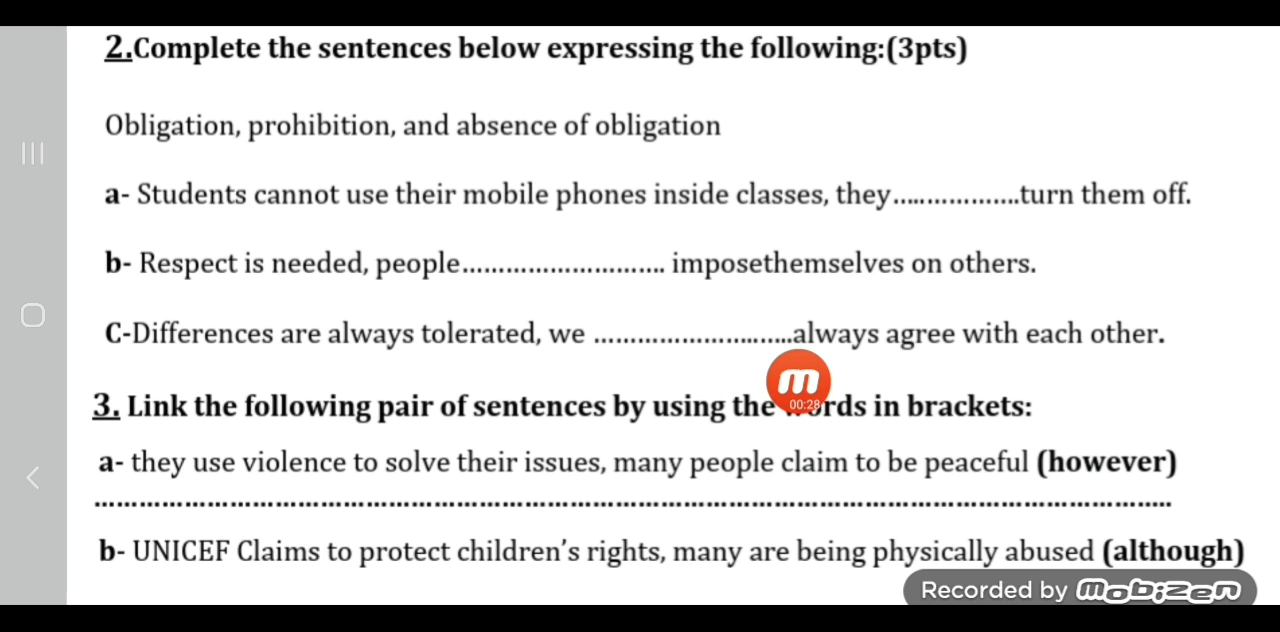 2.Complete the sentences below expressing the following:(3pts)
Obligation, prohibition, and absence of obligation
a- Students cannot use their mobile phones inside classes, they..................turn them off.
b- Respect is needed, people............................ imposethemselves on others.
C-Differences are always tolerated, we ...........................always agree with each other.
3. Link the following pair of sentences by using the in brackets:
m
00:28
a- they use violence to solve their issues, many people claim to be peaceful (however)
................................................................................................................................
b- UNICEF Claims to protect children's rights, many are being physically abused (although)
Recorded by mobizen